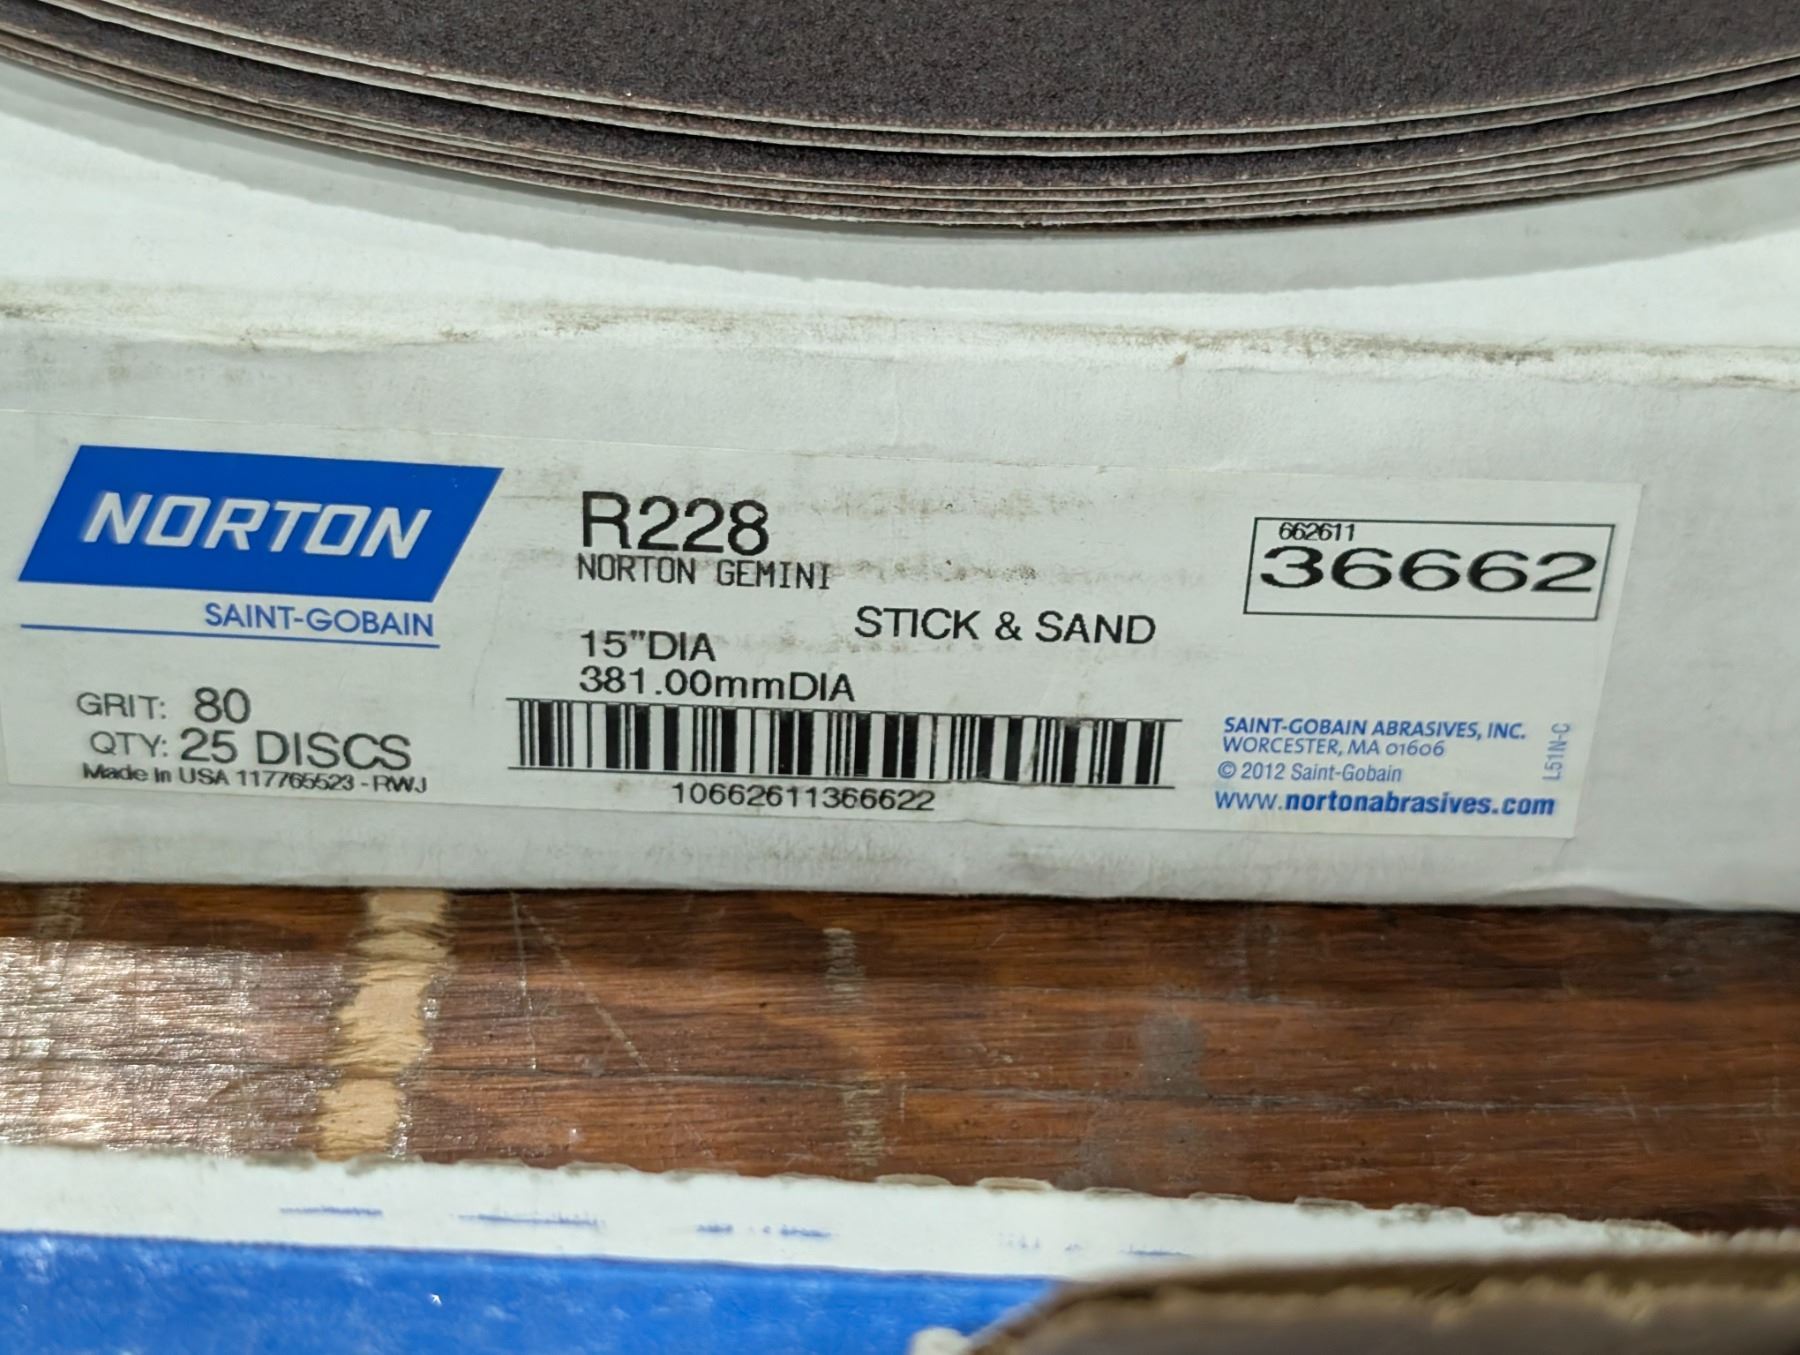 NORTON
SAINT-GOBAIN
GRIT: 80
QTY: 25 DISCS
Made In USA 117765523 - RWJ
R228
NORTON GEMINI
STICK & SAND
15"DIA
381.00mmDIA
10662611366622
662611
36662
SAINT-GOBAIN ABRASIVES, INC.
WORCESTER, MA 01606
© 2012 Saint-Gobain
www.nortonabrasives.com
L51N-C